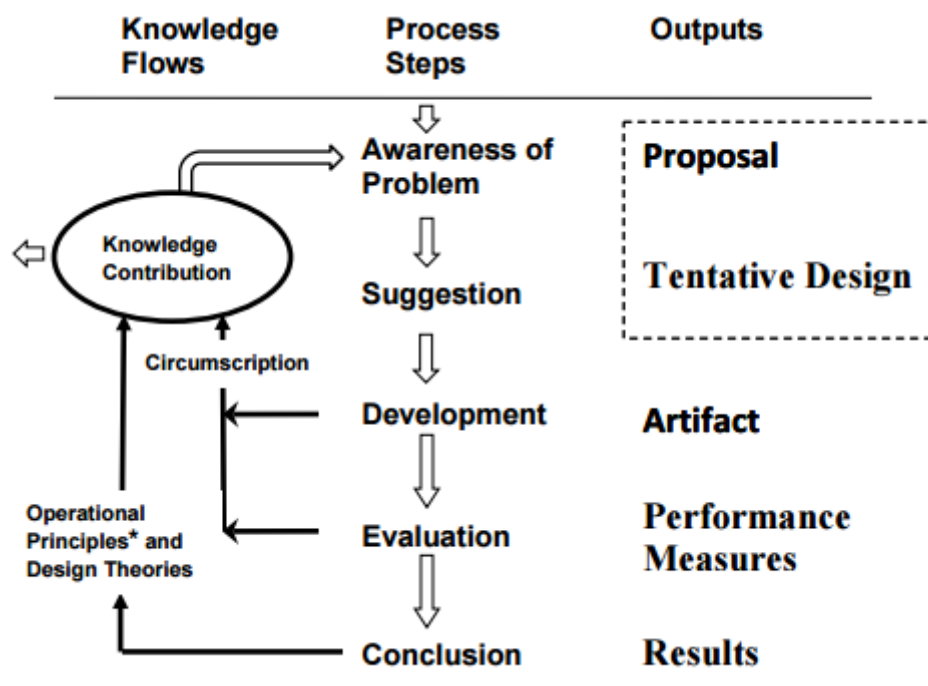 Knowledge
Flows
Process
Steps
Outputs
Awareness of
Problem
Proposal
Knowledge
Contribution
Suggestion
Tentative Design
Circumscription
Development
Artifact
Operational
Principles* and
Design Theories
Evaluation
Performance
Measures
Conclusion
Results